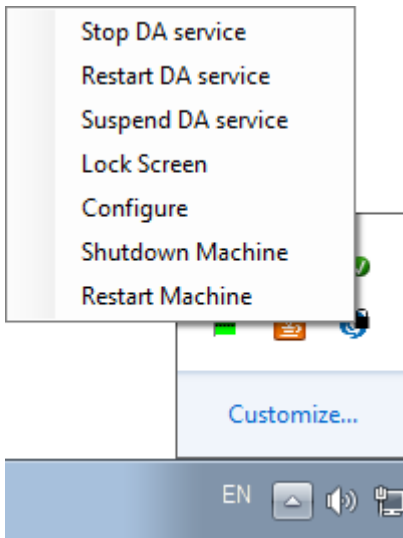 Stop DA service
Restart DA service
Suspend DA service
Lock Screen
Configure
Shutdown Machine
Restart Machine
Customize...
EN